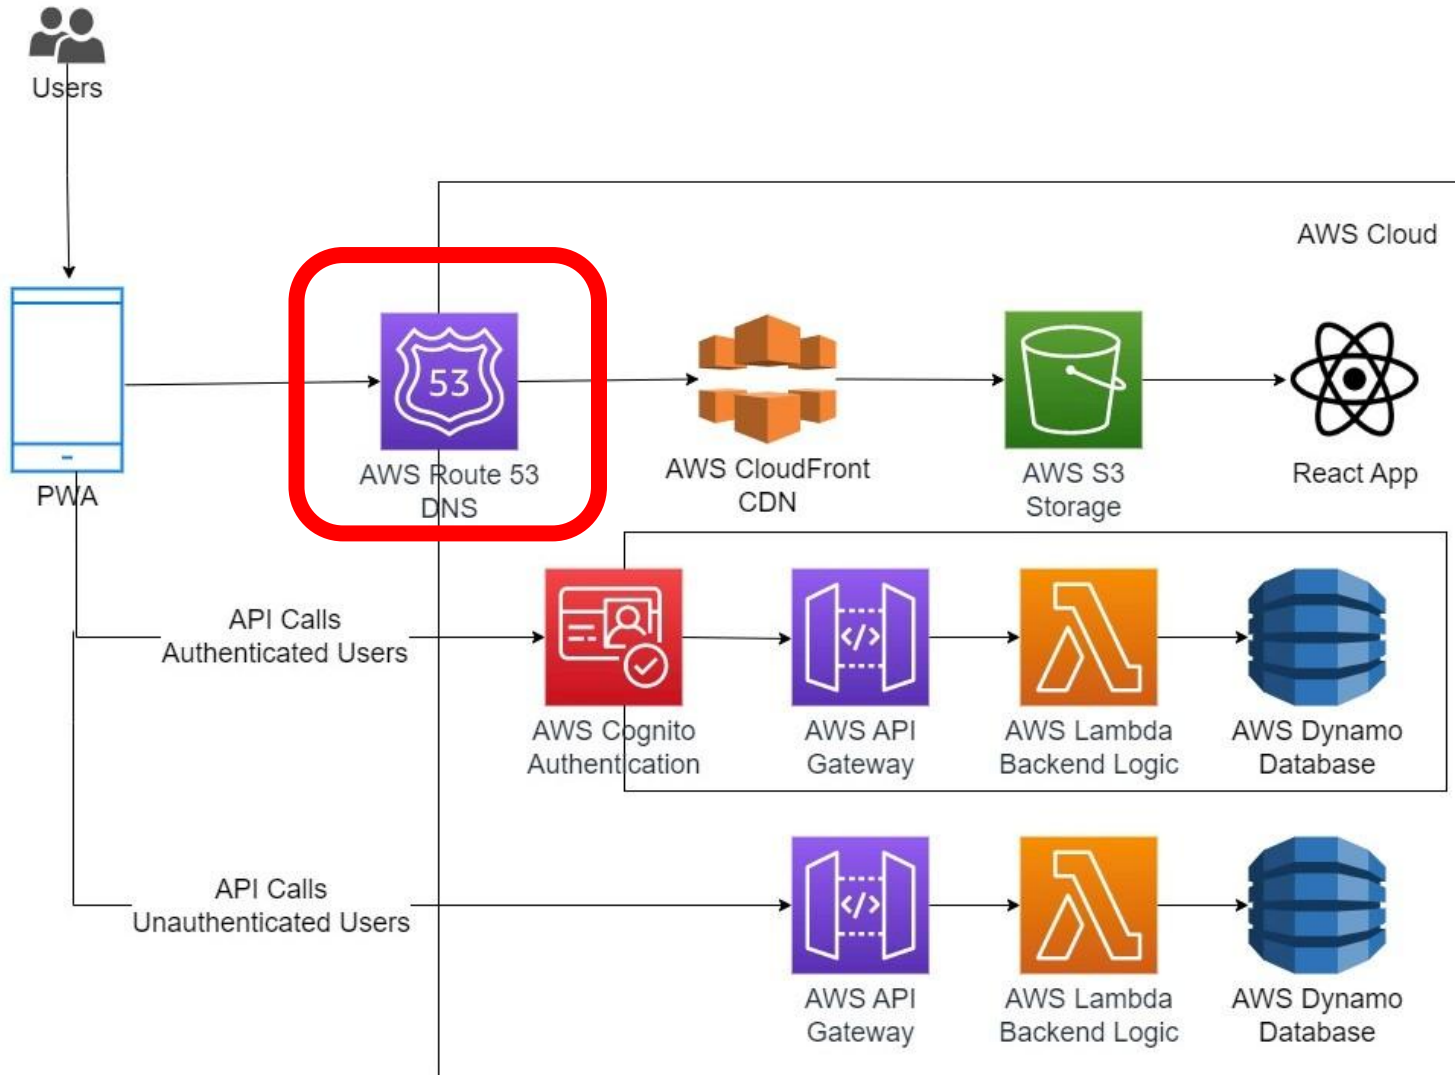 Users
AWS Cloud
53
AWS Route 53
DNS
AWS CloudFront
CDN
AWS S3
Storage
React App
PWA
API Calls
Authenticated Users
</>
AWS Cognito
Authentication
AWS API
Gateway
AWS Lambda
Backend Logic
AWS Dynamo
Database
API Calls
Unauthenticated Users
</>
AWS API
Gateway
AWS Lambda
Backend Logic
AWS Dynamo
Database